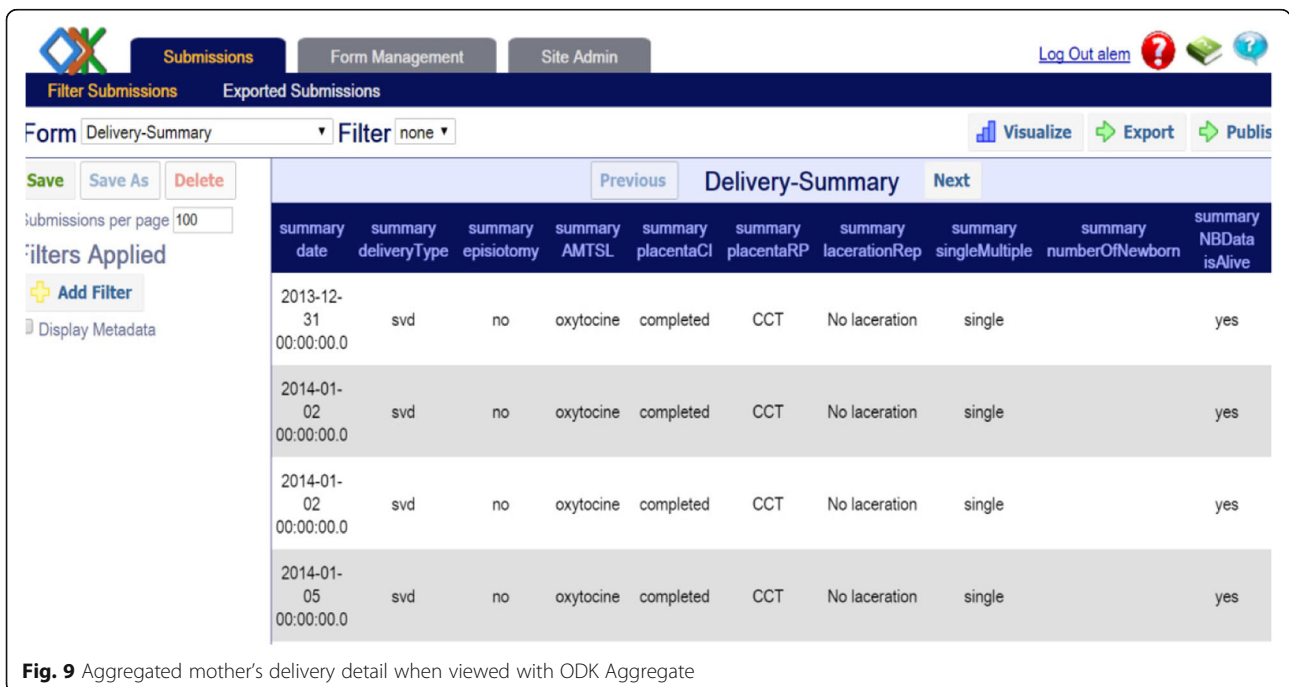 Submissions Form Management Site Admin Log Out alem
Filter Submissions Exported Submissions
Form Delivery-Summary Filter none Visualize Export Publis
Save Save As Delete Previous Delivery-Summary Next
Submissions per page 100
Filters Applied
Add Filter
Display Metadata
summary date summary deliveryType summary episiotomy summary AMTSL summary placentaCl summary placentaRP summary lacerationRep summary singleMultiple summary numberOfNewborn summary NBData isAlive
2013-12-31 00:00:00.0 svd no oxytocine completed CCT No laceration single yes
2014-01-02 00:00:00.0 svd no oxytocine completed CCT No laceration single yes
2014-01-02 00:00:00.0 svd no oxytocine completed CCT No laceration single yes
2014-01-05 00:00:00.0 svd no oxytocine completed CCT No laceration single yes
Fig. 9 Aggregated mother's delivery detail when viewed with ODK Aggregate